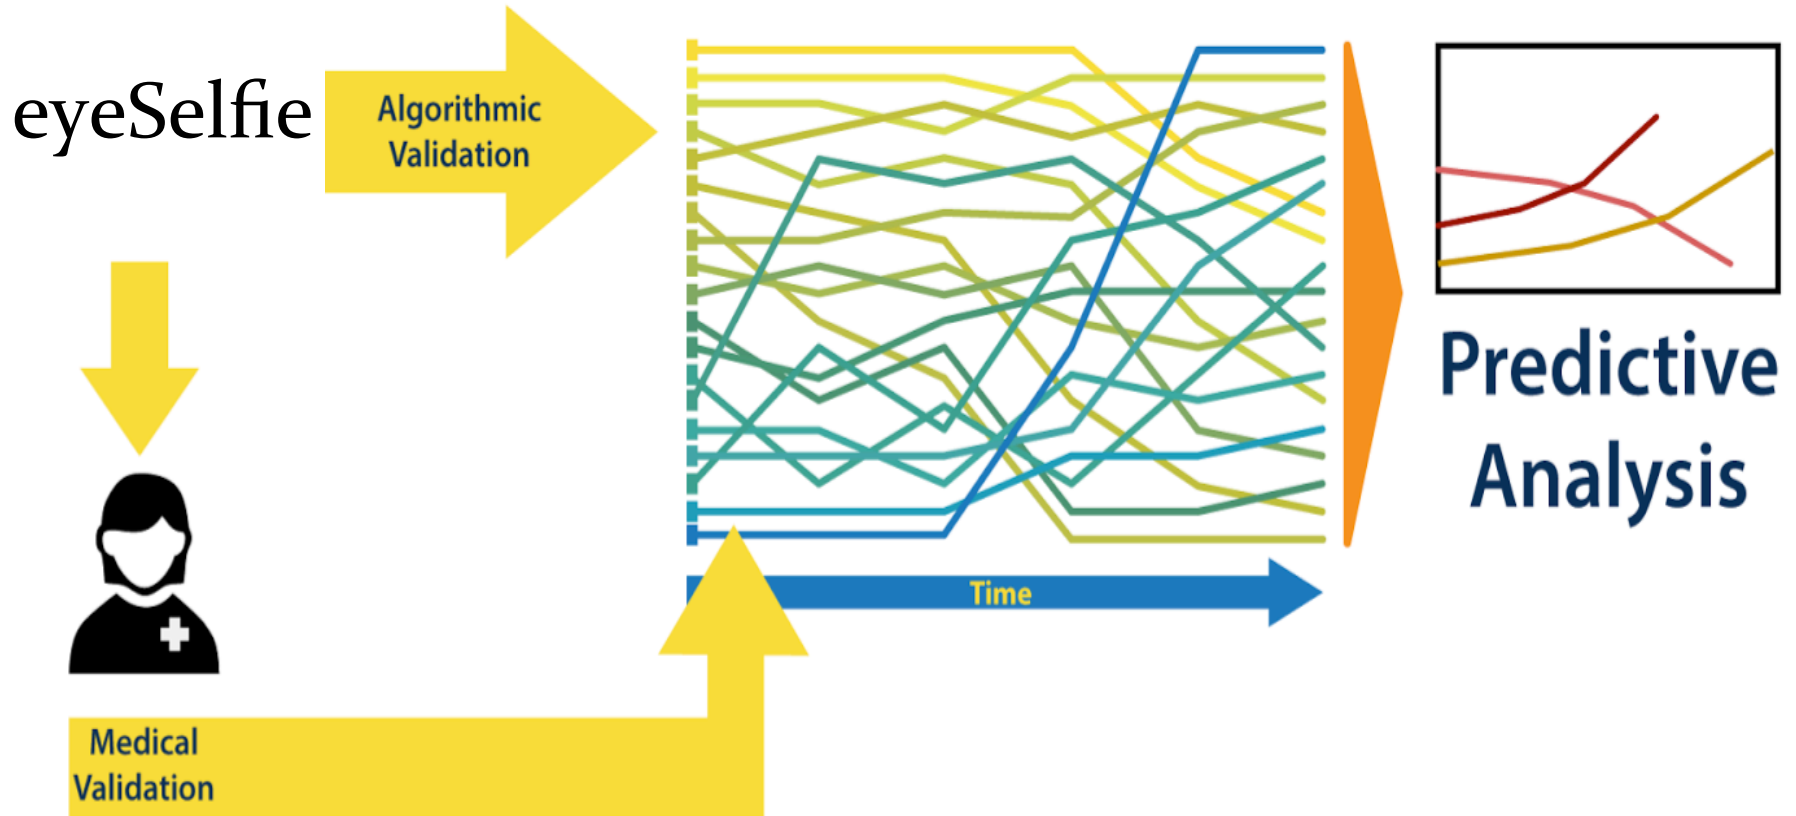 eyeSelfie
Algorithmic
Validation
Time
Predictive
Analysis
Medical
Validation